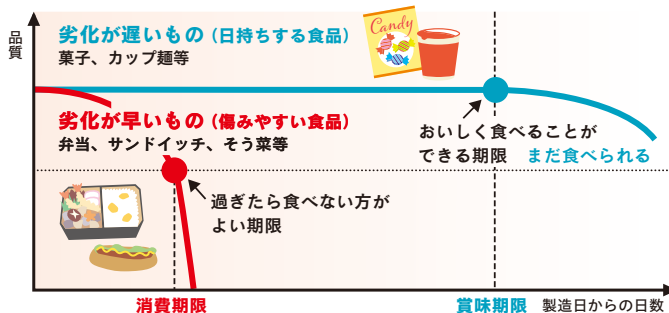 品質
劣化が遅いもの（日持ちする食品）
菓子、カップ麺等
Candy
劣化が早いもの（傷みやすい食品）
弁当、サンドイッチ、そう菜等
おいしく食べることが
できる期限　まだ食べられる
過ぎたら食べない方が
よい期限
消費期限
賞味期限
製造日からの日数